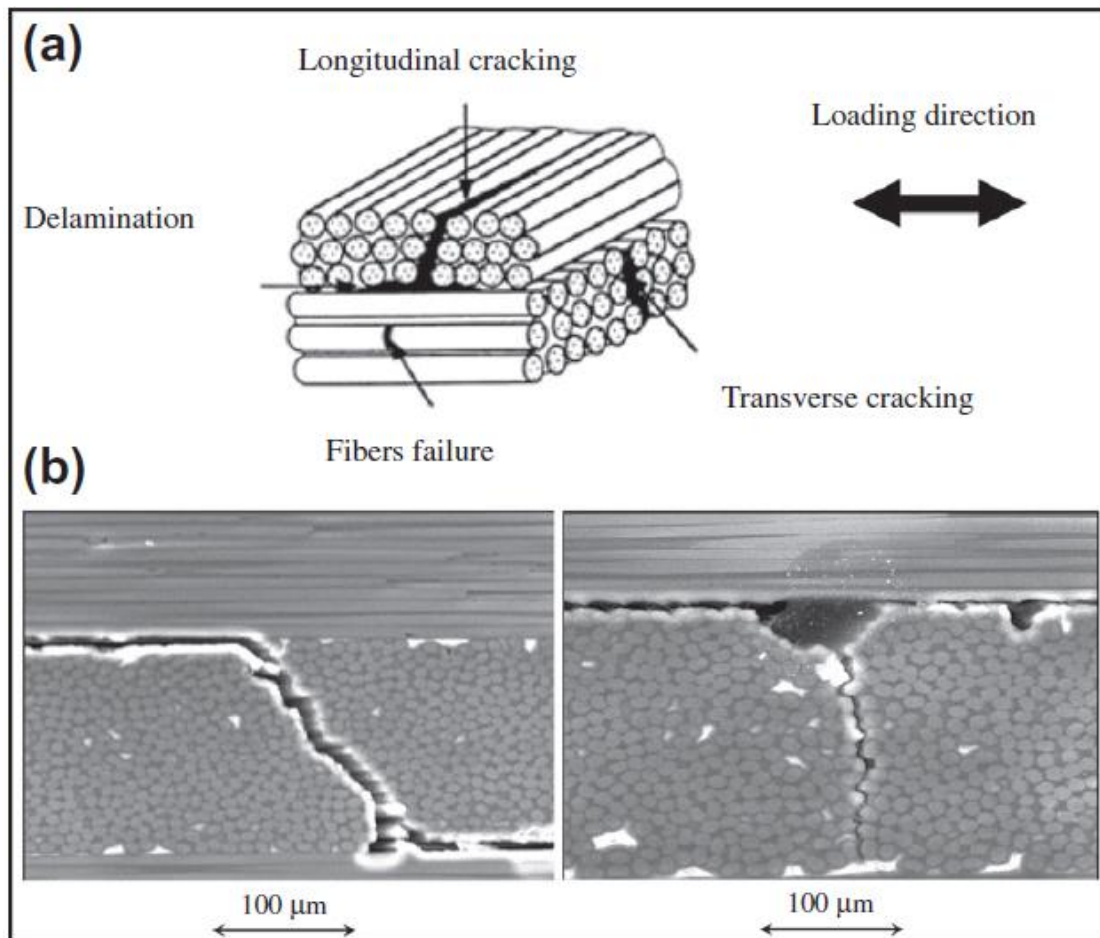 (a)
Longitudinal cracking
Loading direction
Delamination
Transverse cracking
Fibers failure
(b)
100 μm
100 μm